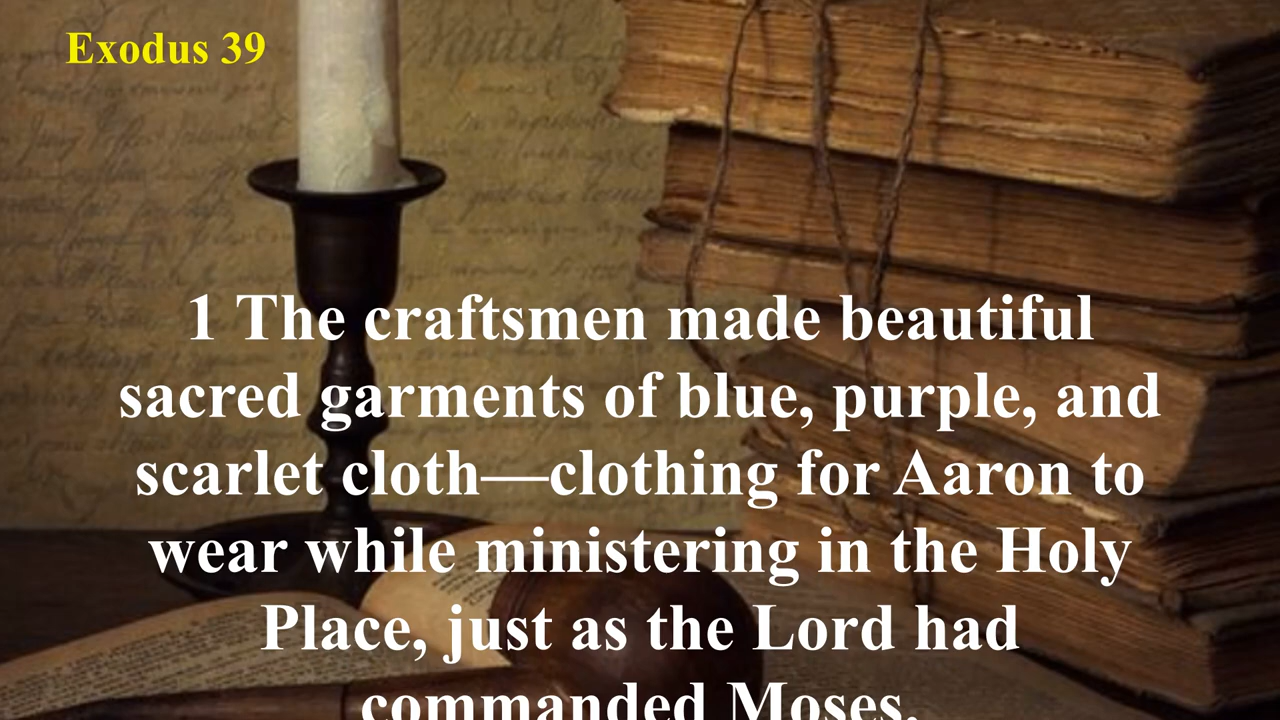 Exodus 39
1 The craftsmen made beautiful
sacred garments of blue, purple, and
scarlet cloth—clothing for Aaron to
wear while ministering in the Holy
Place, just as the Lord had
commanded Moses.